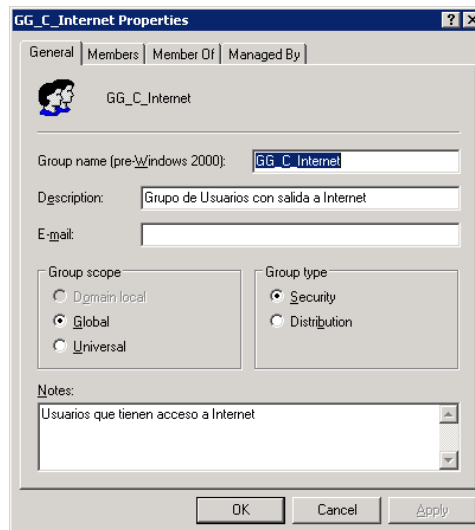 GG_C_Internet Properties
General Members Member Of Managed By
GG_C_Internet
Group name (pre-Windows 2000): GG_C_Internet
Description: Grupo de Usuarios con salida a Internet
E-mail:
Group scope Group type
Domain local Security
Global Distribution
Universal
Notes:
Usuarios que tienen acceso a Internet
OK Cancel Apply